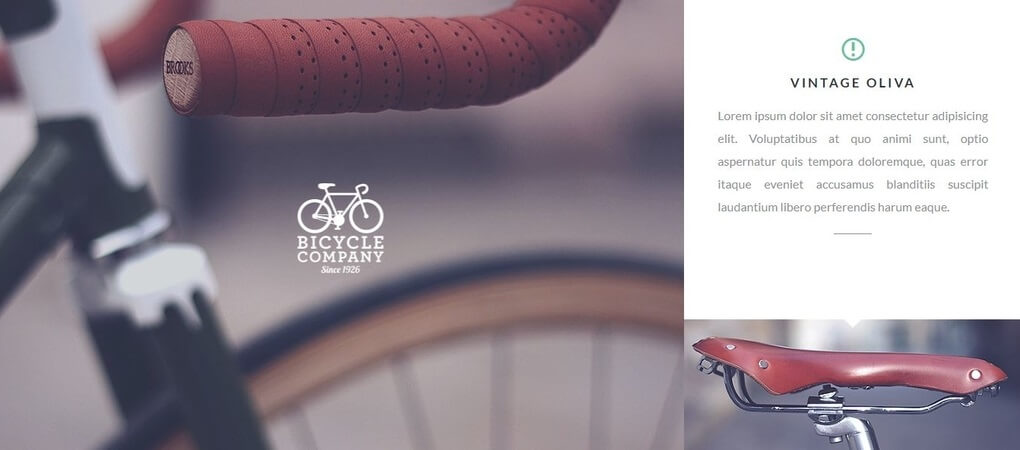 BROOKS
BICYCLE
COMPANY
Since 1926
VINTAGE OLIVA
Lorem ipsum dolor sit amet consectetur adipisicing
elit. Voluptatibus at quo animi sunt, optio
aspernatur quis tempora doloremque, quas error
itaque eveniet accusamus blanditiis suscipit
laudantium libero perferendis harum eaque.